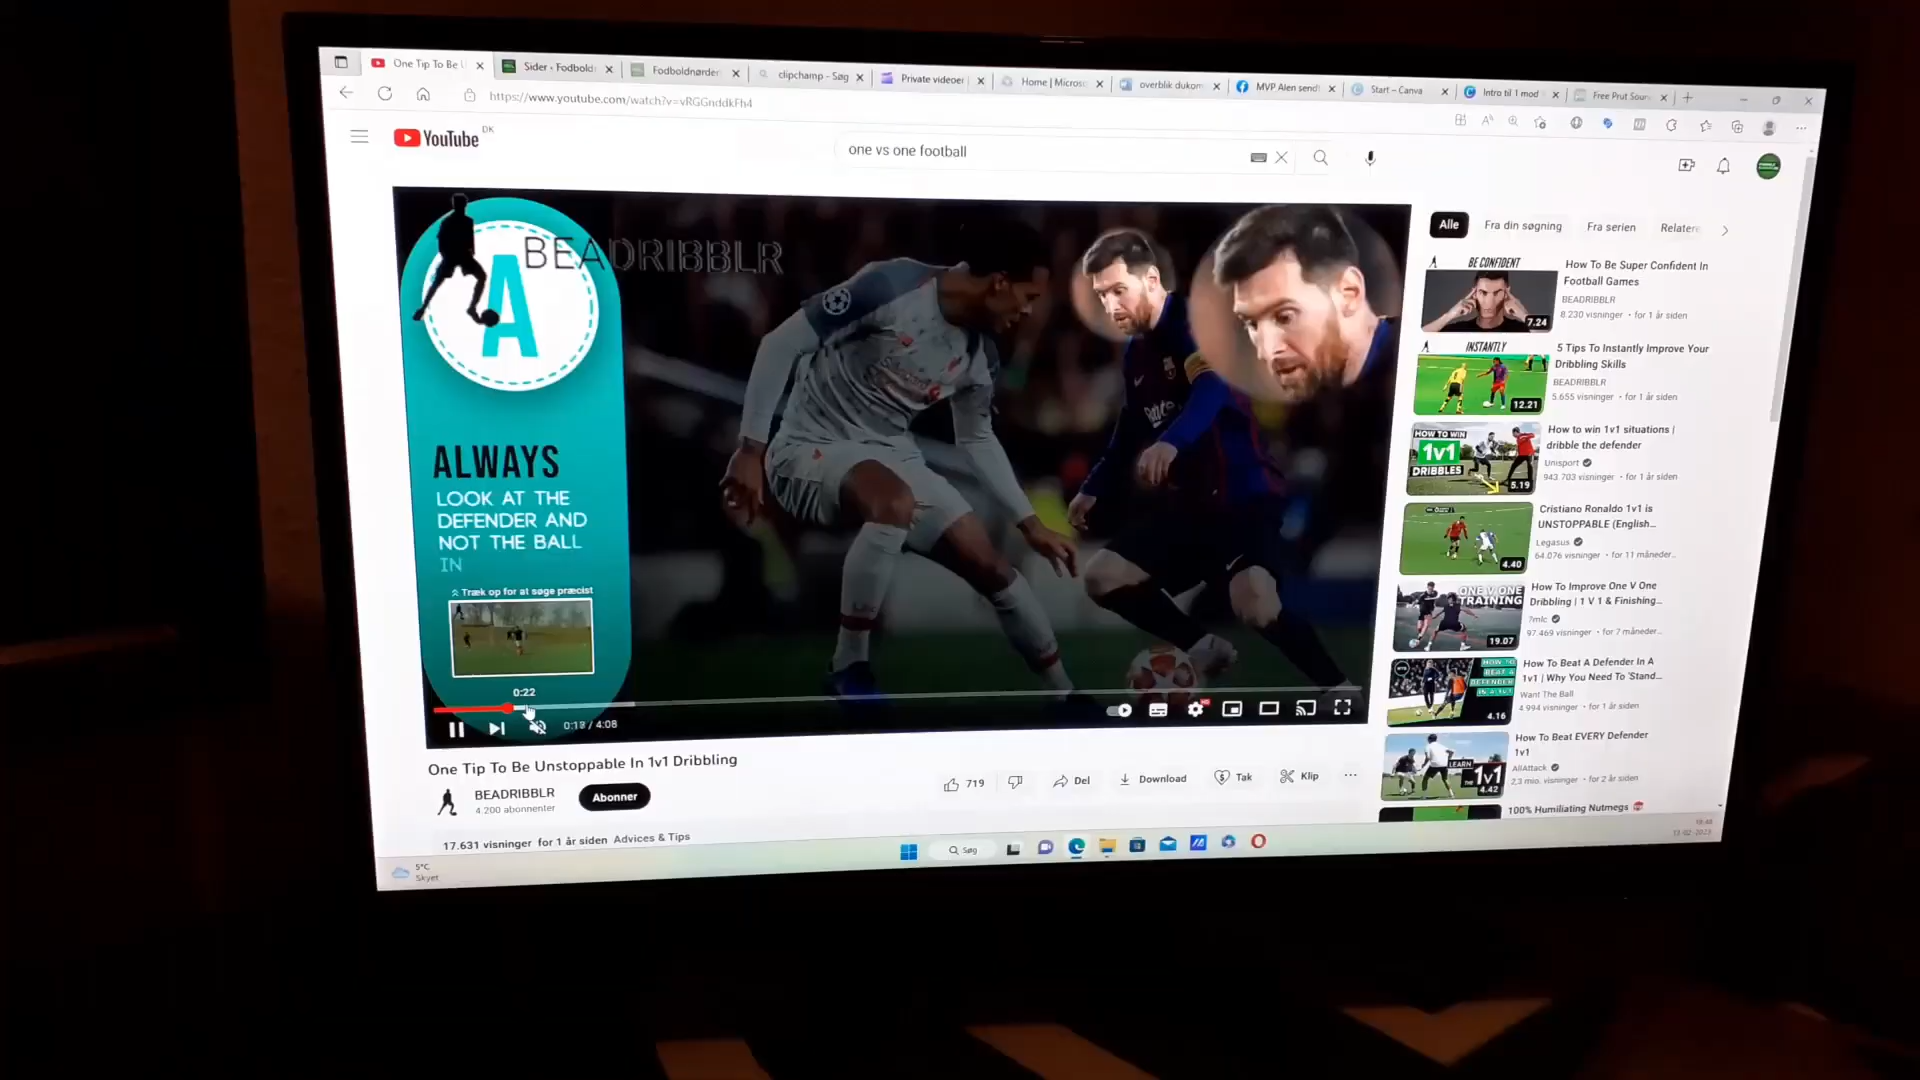 One Tip To Be U
Sider ‹ Fodbold
Fodboldnørder
clipchamp - Søg
Private videoer
Home | Micros
overblik dukom
MVP Alen send
Start – Canva
Intro til 1 mod
Free Prut Soun
https://www.youtube.com/watch?v=vRGGnddkFh4
YouTube DK
one vs one football
BEADRIBBLR
A
ALWAYS
LOOK AT THE
DEFENDER AND
NOT THE BALL
IN
Træk op for at søge præcist
0:22
0:13 / 4:08
One Tip To Be Unstoppable In 1v1 Dribbling
BEADRIBBLR
4.200 abonnenter
Abonner
719
Del
Download
Tak
Klip
17.631 visninger for 1 år siden Advices & Tips
Alle
Fra din søgning
Fra serien
Relatere
BE CONFIDENT
7.24
How To Be Super Confident In
Football Games
BEADRIBBLR
8.230 visninger • for 1 år siden
INSTANTLY
12.21
5 Tips To Instantly Improve Your
Dribbling Skills
BEADRIBBLR
5.655 visninger • for 1 år siden
HOW TO WIN
1v1
DRIBBLES
5.19
How to win 1v1 situations |
dribble the defender
Unisport
943.703 visninger • for 1 år siden
4.40
Cristiano Ronaldo 1v1 is
UNSTOPPABLE (English...
Legasus
64.076 visninger • for 11 måneder...
ONE V ONE
TRAINING
19.07
How To Improve One V One
Dribbling | 1 V 1 & Finishing...
7mlc
97.469 visninger • for 7 måneder...
HOW TO
BEAT A
DEFENDER
IN A 1V1
4.16
How To Beat A Defender In A
1v1 | Why You Need To 'Stand...
Want The Ball
4.994 visninger • for 1 år siden
LEARN
1v1
4.42
How To Beat EVERY Defender
1v1
AllAttack
2,3 mio. visninger • for 2 år siden
100% Humiliating Nutmegs
5°C
Skyet
Søg
13-02-2023